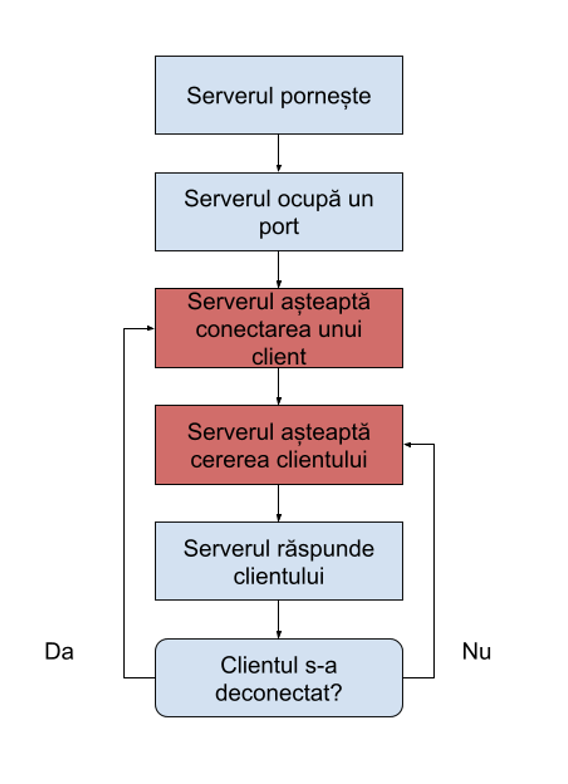 Serverul pornește
Serverul ocupă un
port
Serverul așteaptă
conectarea unui
client
Serverul așteaptă
cererea clientului
Serverul răspunde
clientului
Da
Nu
Clientul s-a
deconectat?